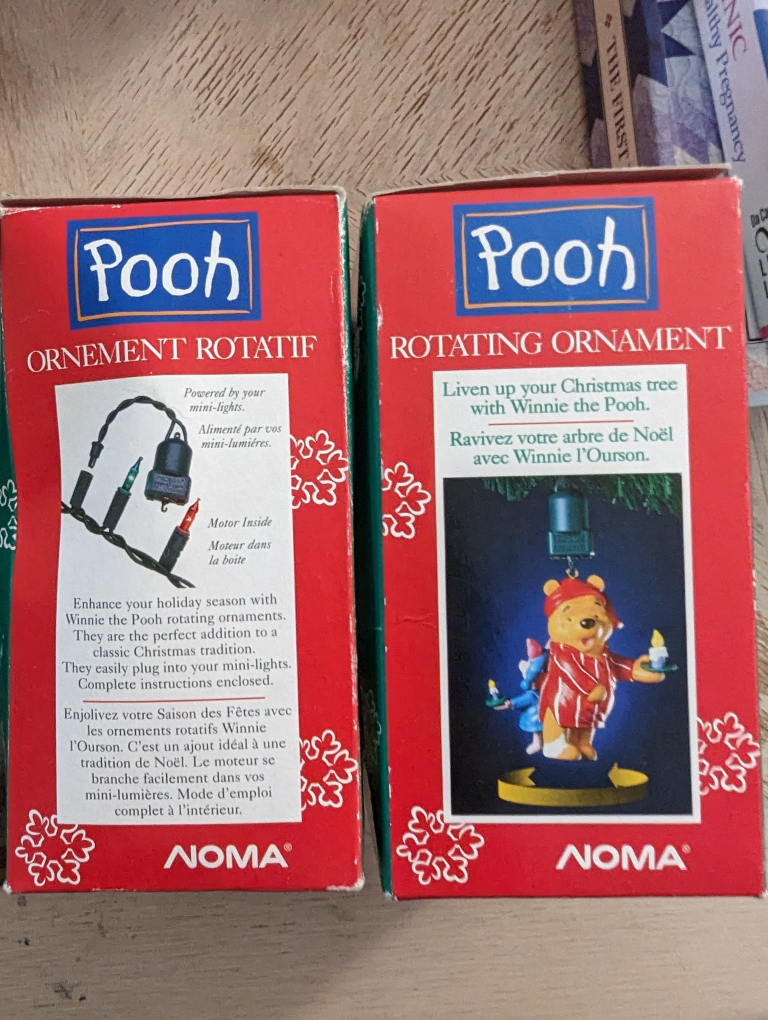 Pooh
ORNEMENT ROTATIF
Powered by your
mini-lights.
Alimenté par vos
mini-lumiéres.
Motor Inside
Moteur dans
la boite
Enhance your holiday season with
Winnie the Pooh rotating ornaments.
They are the perfect addition to a
classic Christmas tradition.
They easily plug into your mini-lights.
Complete instructions enclosed.
Enjolivez votre Saison des Fêtes avec
les ornements rotatifs Winnie
l'Ourson. C'est un ajout idéal à une
tradition de Noël. Le moteur se
branche facilement dans vos
mini-lumières. Mode d'emploi
complet à l'intérieur.
NOMA®
Pooh
ROTATING ORNAMENT
Liven up your Christmas tree
with Winnie the Pooh.
Ravivez votre arbre de Noël
avec Winnie l'Ourson.
NOMA®
THE FIRST
NIC
althy Pregnancy